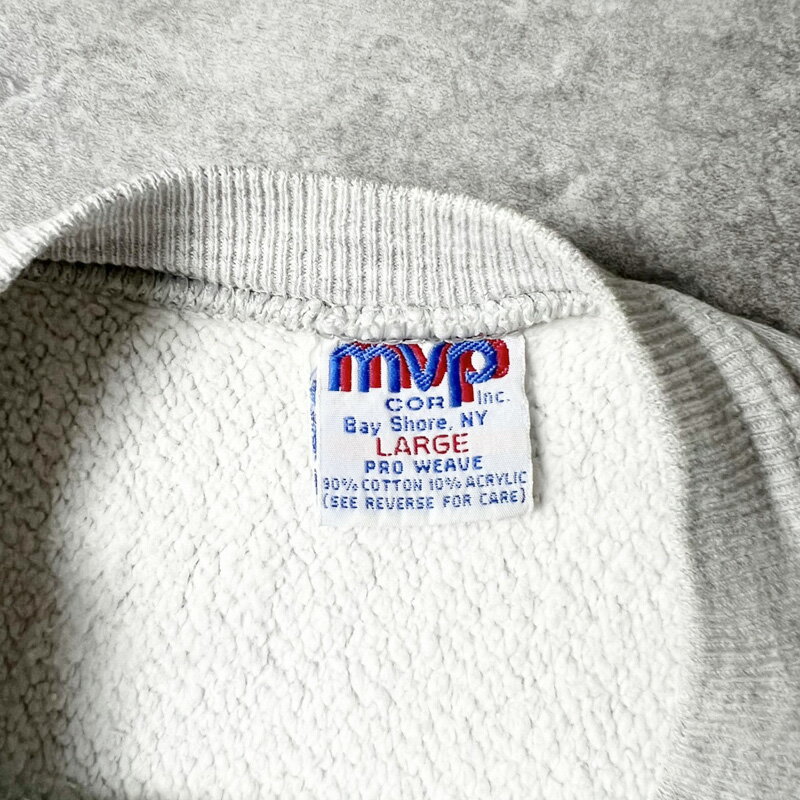 mvp
COR Inc.
Bay Shore, NY
LARGE
PRO WEAVE
90% COTTON 10% ACRYLIC
(SEE REVERSE FOR CARE)